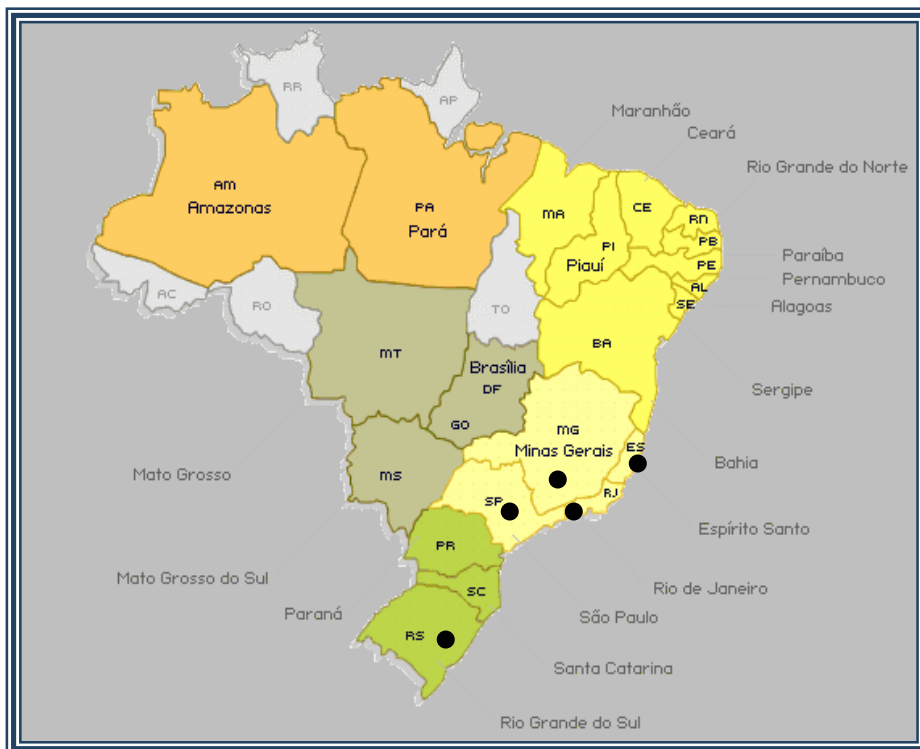 RR
AP
Maranhão
Ceará
Rio Grande do Norte
AM
Amazonas
PA
Pará
MA
CE
RN
PI
Piauí
PB
Paraíba
PE
Pernambuco
AL
Alagoas
SE
AC
RO
TO
BA
MT
Brasília
DF
Sergipe
GO
MG
Minas Gerais
ES
Bahia
Mato Grosso
MS
SP
RJ
Espírito Santo
PR
Mato Grosso do Sul
Rio de Janeiro
SC
Paraná
São Paulo
RS
Santa Catarina
Rio Grande do Sul